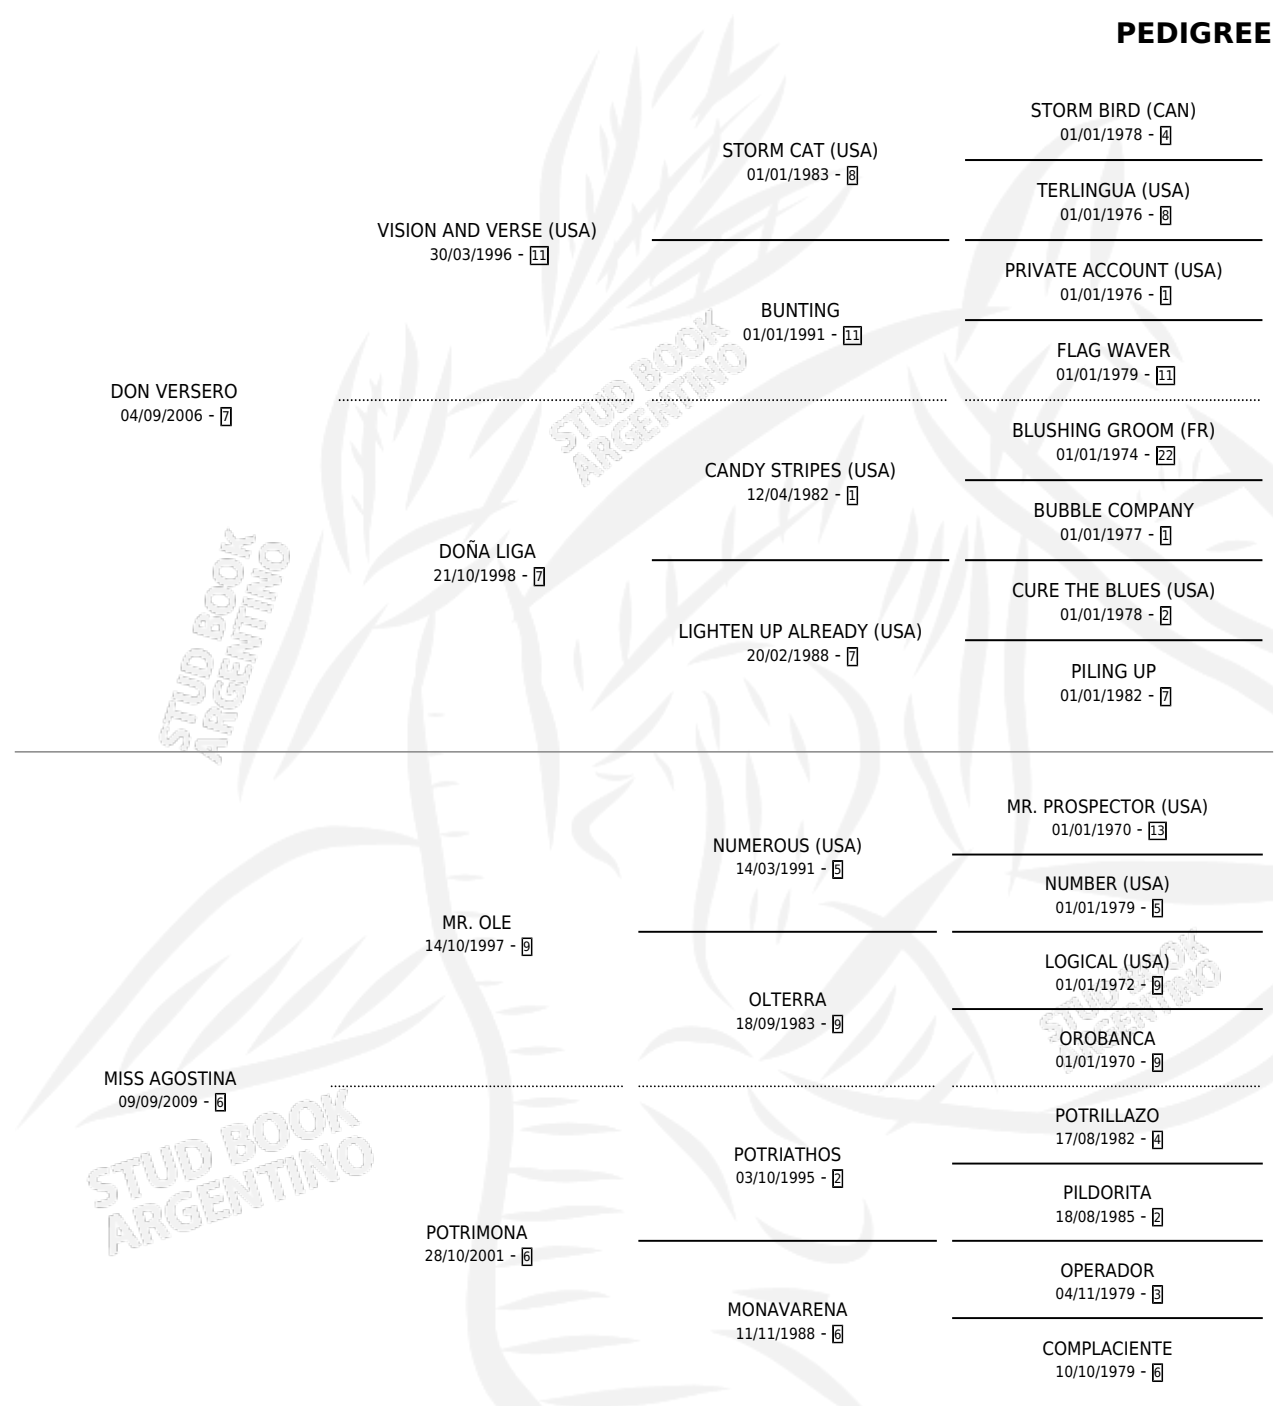 PEDIGREE
STORM BIRD (CAN)
01/01/1978 - 4
STORM CAT (USA)
01/01/1983 - 8
TERLINGUA (USA)
01/01/1976 - 8
VISION AND VERSE (USA)
30/03/1996 - 11
PRIVATE ACCOUNT (USA)
01/01/1976 - 1
BUNTING
01/01/1991 - 11
FLAG WAVER
01/01/1979 - 11
DON VERSERO
04/09/2006 - 7
BLUSHING GROOM (FR)
01/01/1974 - 22
CANDY STRIPES (USA)
12/04/1982 - 1
BUBBLE COMPANY
01/01/1977 - 1
DOÑA LIGA
21/10/1998 - 7
CURE THE BLUES (USA)
01/01/1978 - 2
LIGHTEN UP ALREADY (USA)
20/02/1988 - 7
PILING UP
01/01/1982 - 7
MR. PROSPECTOR (USA)
01/01/1970 - 13
NUMEROUS (USA)
14/03/1991 - 5
NUMBER (USA)
01/01/1979 - 5
MR. OLE
14/10/1997 - 9
LOGICAL (USA)
01/01/1972 - 9
OLTERRA
18/09/1983 - 9
OROBANCA
01/01/1970 - 9
MISS AGOSTINA
09/09/2009 - 6
POTRILLAZO
17/08/1982 - 4
POTRIATHOS
03/10/1995 - 2
PILDORITA
18/08/1985 - 2
POTRIMONA
28/10/2001 - 6
OPERADOR
04/11/1979 - 3
MONAVARENA
11/11/1988 - 6
COMPLACIENTE
10/10/1979 - 6
STUD BOOK
ARGENTINO
STUD BOOK
ARGENTINO
STUD BOOK
ARGENTINO
STUD BOOK
ARGENTINO